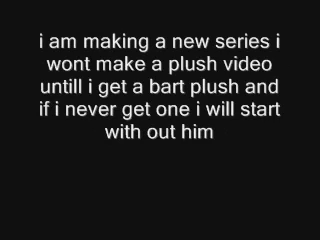 i am making a new series i
wont make a plush video
untill i get a bart plush and
if i never get one i will start
with out him